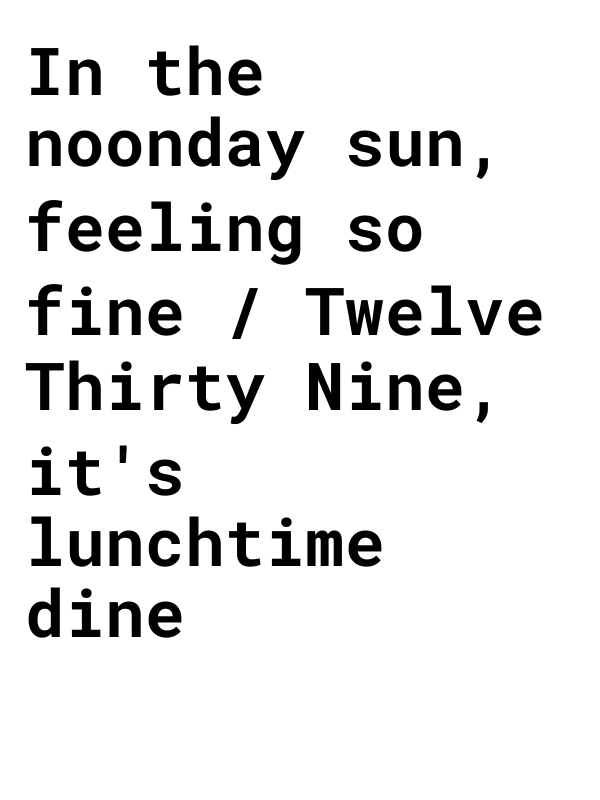 In the
noonday sun,
feeling so
fine / Twelve
Thirty Nine,
it's
lunchtime
dine